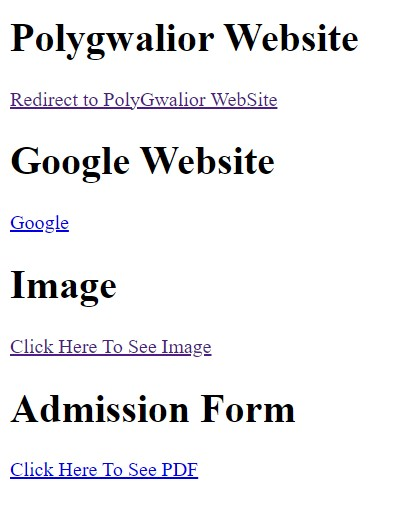 Polygwalior Website
Redirect to PolyGwalior WebSite
Google Website
Google
Image
Click Here To See Image
Admission Form
Click Here To See PDF